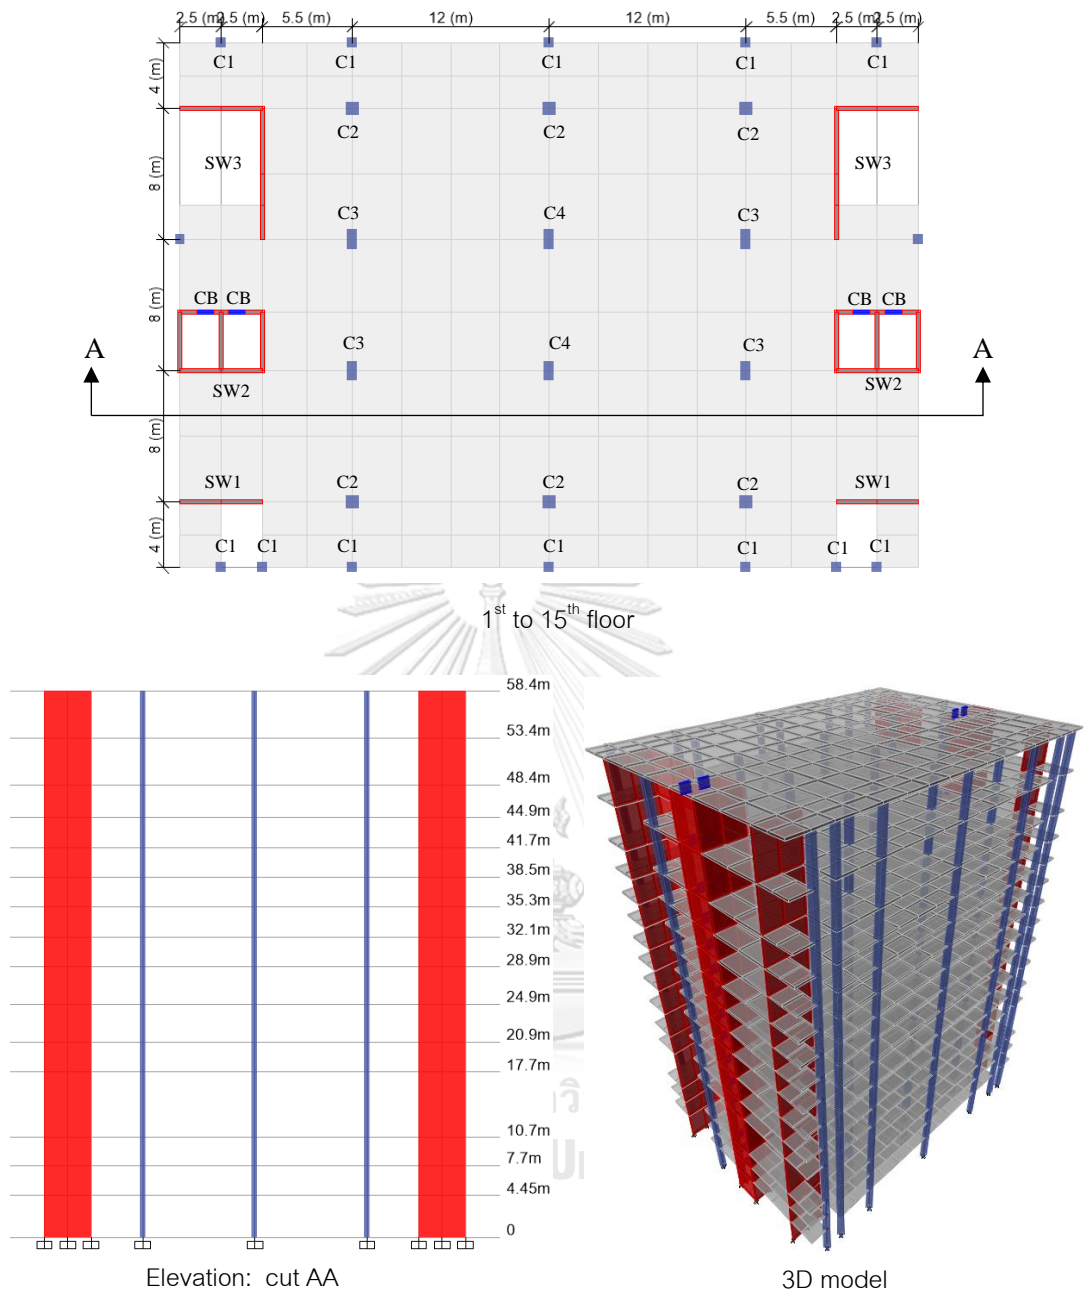 2.5 (m) 2.5 (m) 5.5 (m) 12 (m) 12 (m) 5.5 (m) 2.5 (m) 2.5 (m)
C1 C1 C1 C1 C1
4 (m)
C2 C2 C2
SW3 SW3
8 (m)
C3 C4 C3
CB CB CB CB
8 (m)
A C3 C4 C3 A
SW2 SW2
8 (m)
SW1 C2 C2 C2 SW1
4 (m)
C1 C1 C1 C1 C1 C1 C1
1st to 15th floor
58.4m
53.4m
48.4m
44.9m
41.7m
38.5m
35.3m
32.1m
28.9m
24.9m
20.9m
17.7m
10.7m
7.7m
4.45m
0
Elevation: cut AA
3D model